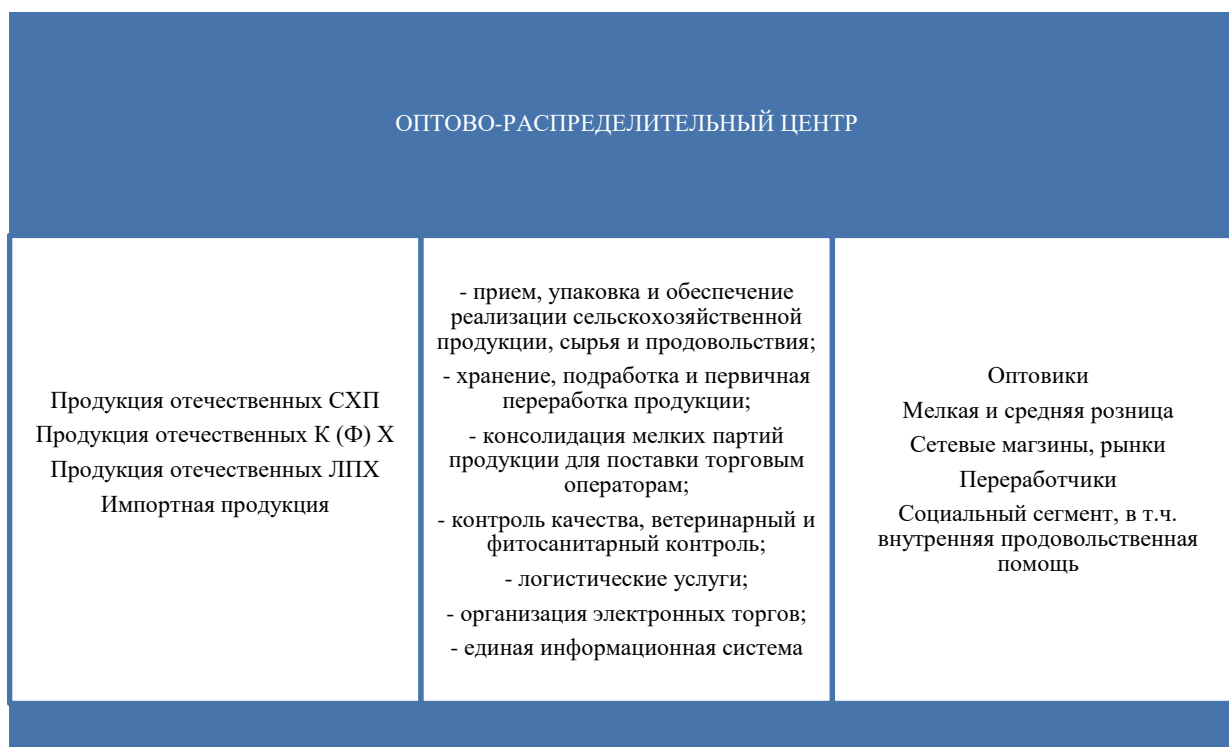 ОПТОВО-РАСПРЕДЕЛИТЕЛЬНЫЙ ЦЕНТР
Продукция отечественных СХП
Продукция отечественных К (Ф) Х
Продукция отечественных ЛПХ
Импортная продукция
- прием, упаковка и обеспечение
реализации сельскохозяйственной
продукции, сырья и продовольствия;
- хранение, подработка и первичная
переработка продукции;
- консолидация мелких партий
продукции для поставки торговым
операторам;
- контроль качества, ветеринарный и
фитосанитарный контроль;
- логистические услуги;
- организация электронных торгов;
- единая информационная система
Оптовики
Мелкая и средняя розница
Сетевые магзины, рынки
Переработчики
Социальный сегмент, в т.ч.
внутренняя продовольственная
помощь